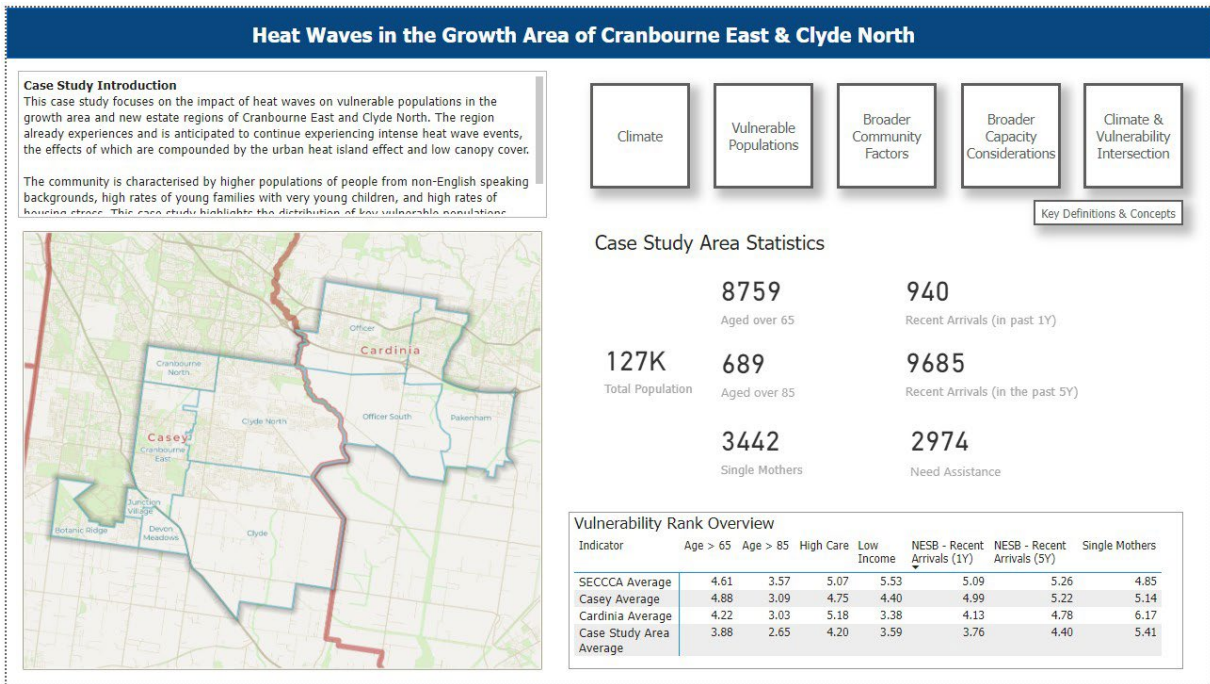 Heat Waves in the Growth Area of Cranbourne East & Clyde North
Case Study Introduction
This case study focuses on the impact of heat waves on vulnerable populations in the
growth area and new estate regions of Cranbourne East and Clyde North. The region
already experiences and is anticipated to continue experiencing intense heat wave events,
the effects of which are compounded by the urban heat island effect and low canopy cover.
The community is characterised by higher populations of people from non-English speaking
backgrounds, high rates of young families with very young children, and high rates of
housing stress. This case study highlights the distribution of key vulnerable populations
Climate
Vulnerable
Populations
Broader
Community
Factors
Broader
Capacity
Considerations
Climate &
Vulnerability
Intersection
Key Definitions & Concepts
Officer
Cardinia
Cranbourne
North
Clyde North
Officer South
Pakenham
Casey
Cranbourne
East
Junction
Village
Botanic Ridge
Devon
Meadows
Clyde
Case Study Area Statistics
127K
Total Population
8759
Aged over 65
940
Recent Arrivals (in past 1Y)
689
Aged over 85
9685
Recent Arrivals (in the past 5Y)
3442
Single Mothers
2974
Need Assistance
Vulnerability Rank Overview
Indicator Age > 65 Age > 85 High Care Low Income NESB - Recent Arrivals (1Y) NESB - Recent Arrivals (5Y) Single Mothers
SECCCA Average 4.61 3.57 5.07 5.53 5.09 5.26 4.85
Casey Average 4.88 3.09 4.75 4.40 4.99 5.22 5.14
Cardinia Average 4.22 3.03 5.18 3.38 4.13 4.78 6.17
Case Study Area Average 3.88 2.65 4.20 3.59 3.76 4.40 5.41